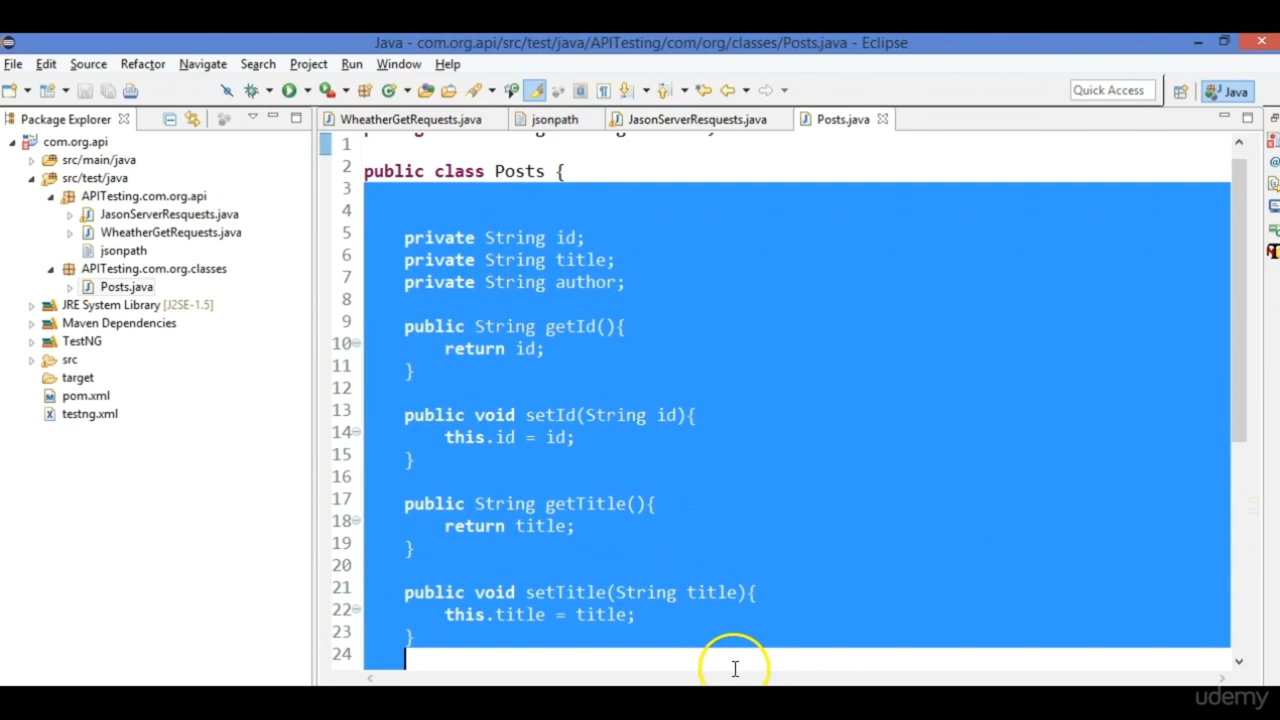 Java - com.org.api/src/test/java/APITesting/com/org/classes/Posts.java - Eclipse
File Edit Source Refactor Navigate Search Project Run Window Help
Quick Access
Java
Package Explorer
WheatherGetRequests.java
jsonpath
JasonServerResquests.java
Posts.java
com.org.api
src/main/java
src/test/java
APITesting.com.org.api
JasonServerResquests.java
WheatherGetRequests.java
jsonpath
APITesting.com.org.classes
Posts.java
JRE System Library [J2SE-1.5]
Maven Dependencies
TestNG
src
target
pom.xml
testng.xml
1
2 public class Posts {
3
4
5 private String id;
6 private String title;
7 private String author;
8
9 public String getId(){
10 return id;
11 }
12
13 public void setId(String id){
14 this.id = id;
15 }
16
17 public String getTitle(){
18 return title;
19 }
20
21 public void setTitle(String title){
22 this.title = title;
23 }
24
udemy